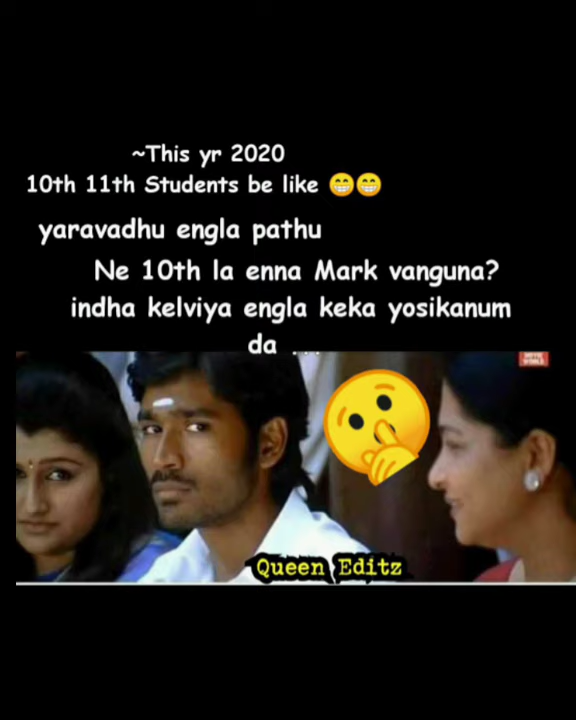 ~This yr 2020
10th 11th Students be like 😁😁
yaravadhu engla pathu
Ne 10th la enna Mark vanguna?
indha kelviya engla keka yosikanum
da ...
Queen Editz